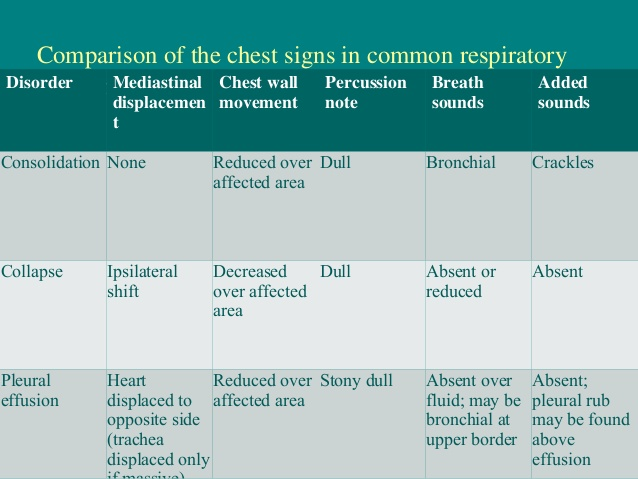 Comparison of the chest signs in common respiratory
Disorder
Mediastinal
displacemen
t
Chest wall
movement
Percussion
note
Breath
sounds
Added
sounds
Consolidation
None
Reduced over
affected area
Dull
Bronchial
Crackles
Collapse
Ipsilateral
shift
Decreased
over affected
area
Dull
Absent or
reduced
Absent
Pleural
effusion
Heart
displaced to
opposite side
(trachea
displaced only
if massive)
Reduced over
affected area
Stony dull
Absent over
fluid; may be
bronchial at
upper border
Absent;
pleural rub
may be found
above
effusion